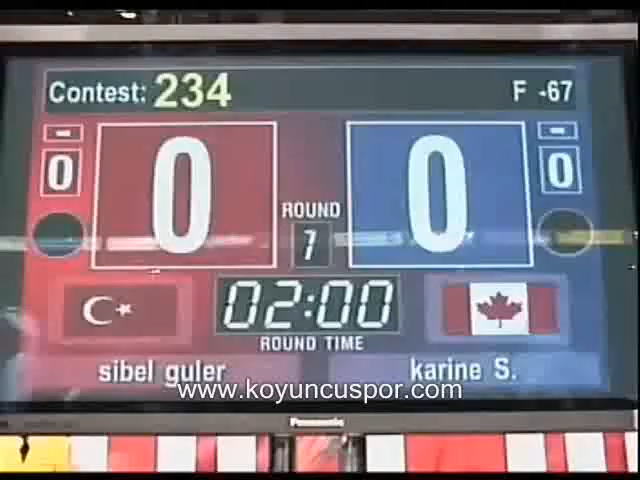 Contest: 234 F -67
- -
0 0 0 0
ROUND
1
02:00
ROUND TIME
sibel guler karine S.
www.koyuncuspor.com
Panasonic